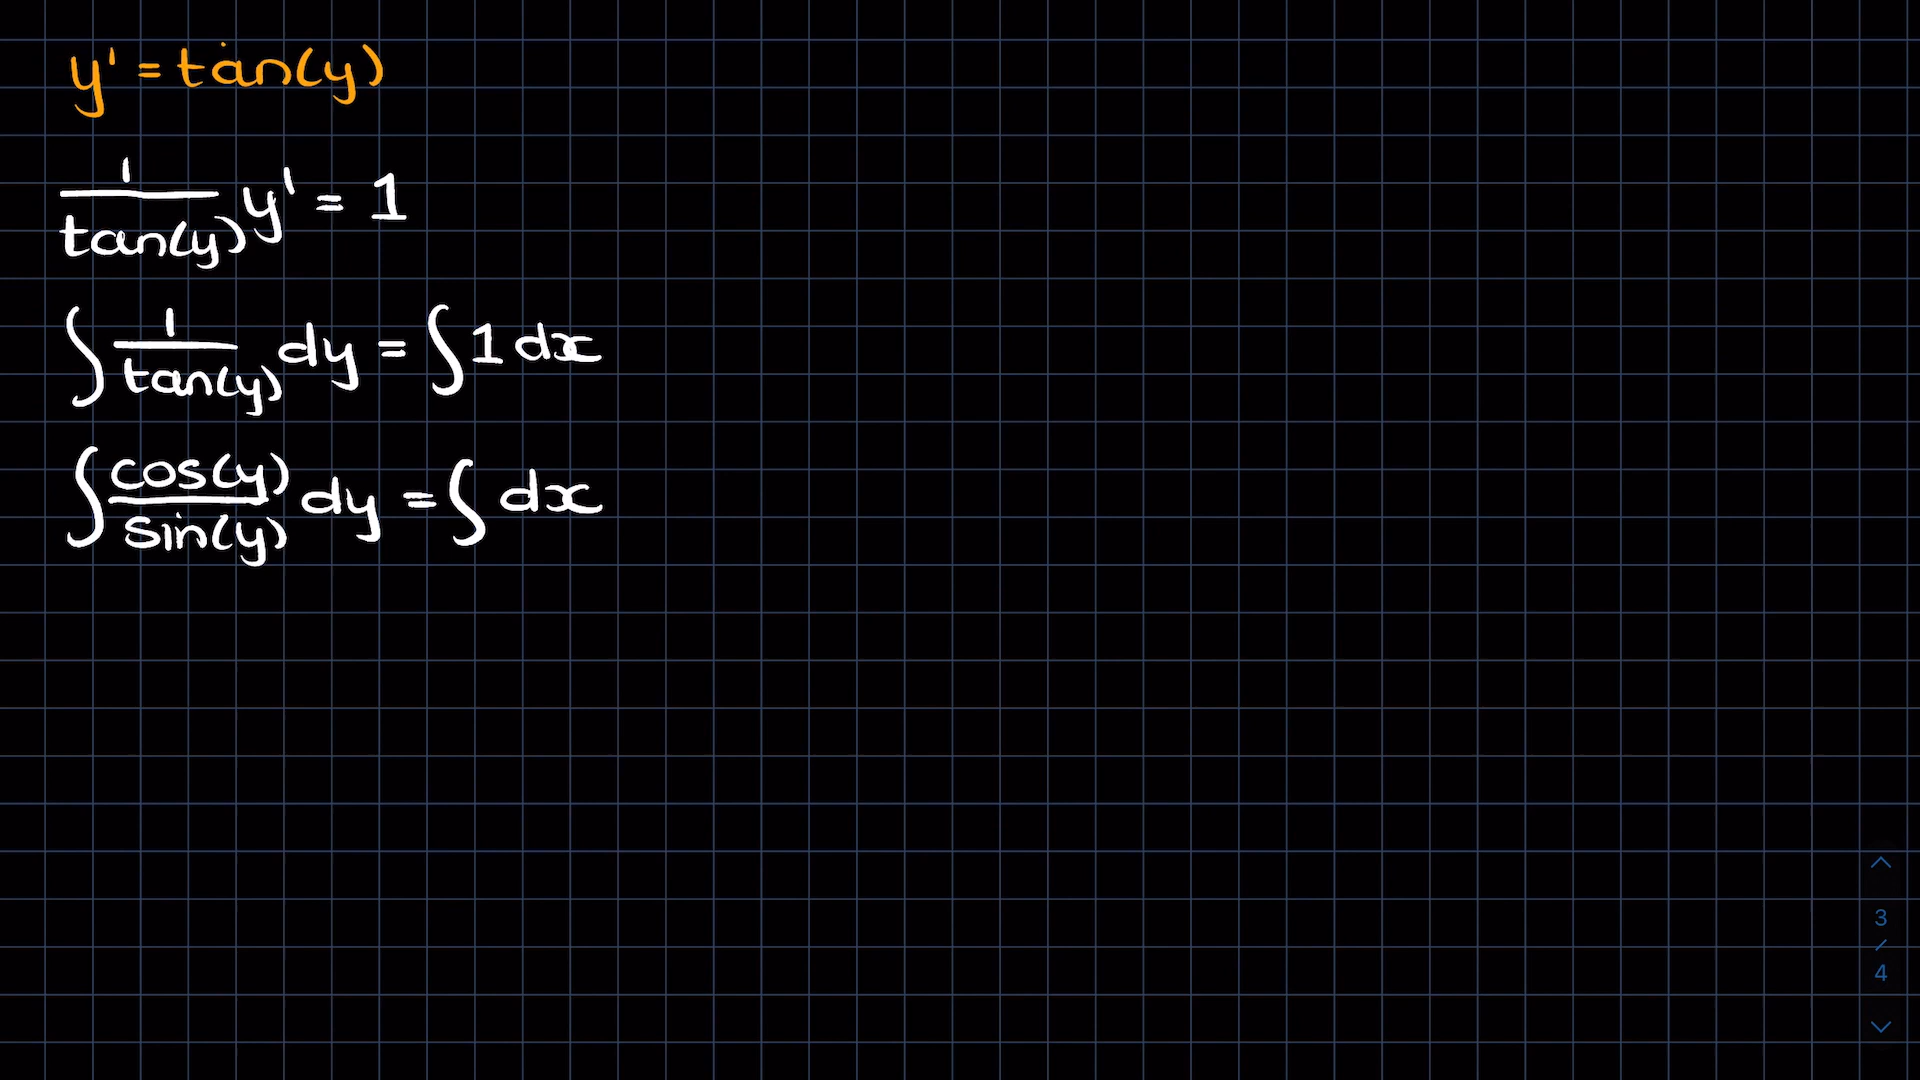 y' = tan(y)
1/tan(y) y' = 1
∫ 1/tan(y) dy = ∫ 1 dx
∫ cos(y)/sin(y) dy = ∫ dx
3
/
4